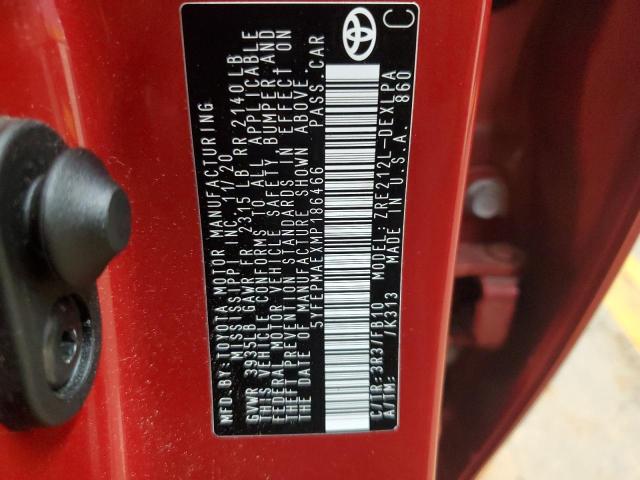 MFD. BY: TOYOTA MOTOR MANUFACTURING
MISSISSIPPI INC. 11/20
GVWR 3935LB GAWR FR 2315 LB RR 2140LB
THIS VEHICLE CONFORMS TO ALL APPLICABLE
FEDERAL MOTOR VEHICLE SAFETY BUMPER AND
THEFT PREVENTION STANDARDS IN EFFECT ON
THE DATE OF MANUFACTURE SHOWN ABOVE.
5YFEPMAEXMP186466 PASS. CAR
C/TR: 3R3/FB10 MODEL: ZRE212L-DEXLPA
A/TM: /K313 MADE IN U.S.A. 860
C